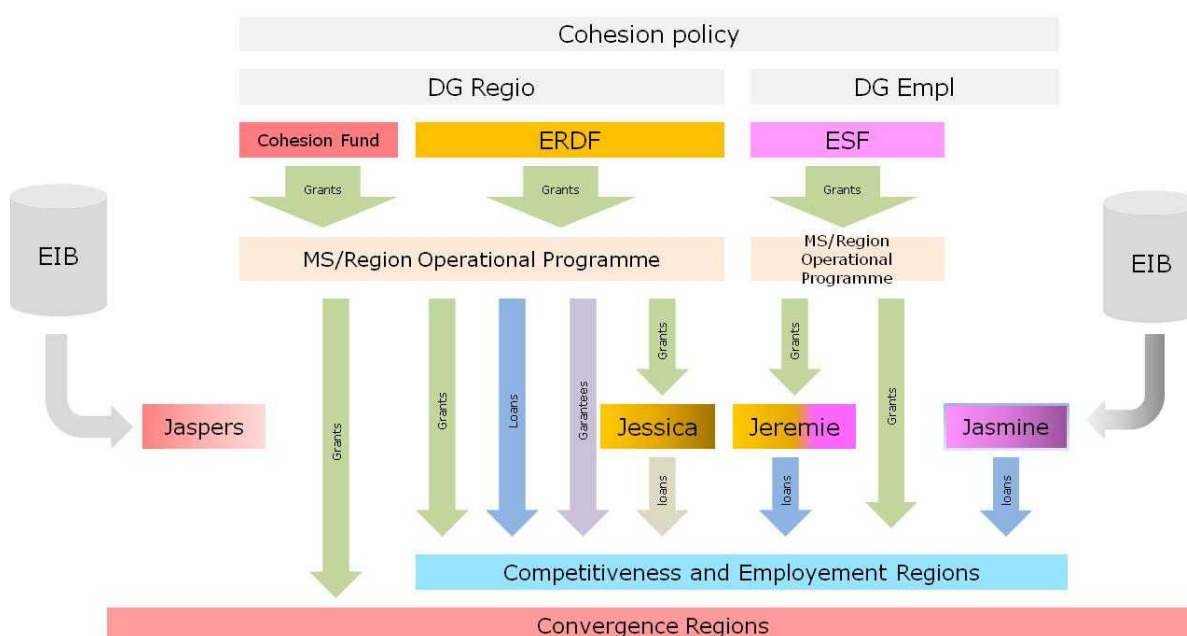 Cohesion policy
DG Regio
DG Empl
Cohesion Fund
ERDF
ESF
Grants
Grants
Grants
EIB
EIB
MS/Region Operational Programme
MS/Region
Operational
Programme
Grants
Grants
Loans
Garantees
Grants
Grants
Grants
Jaspers
Jessica
Jeremie
Jasmine
loans
loans
loans
Competitiveness and Employement Regions
Convergence Regions